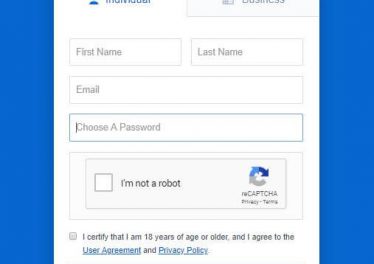 Individual
Business
First Name
Last Name
Email
Choose A Password
I'm not a robot
reCAPTCHA
Privacy - Terms
I certify that I am 18 years of age or older, and I agree to the
User Agreement and Privacy Policy.